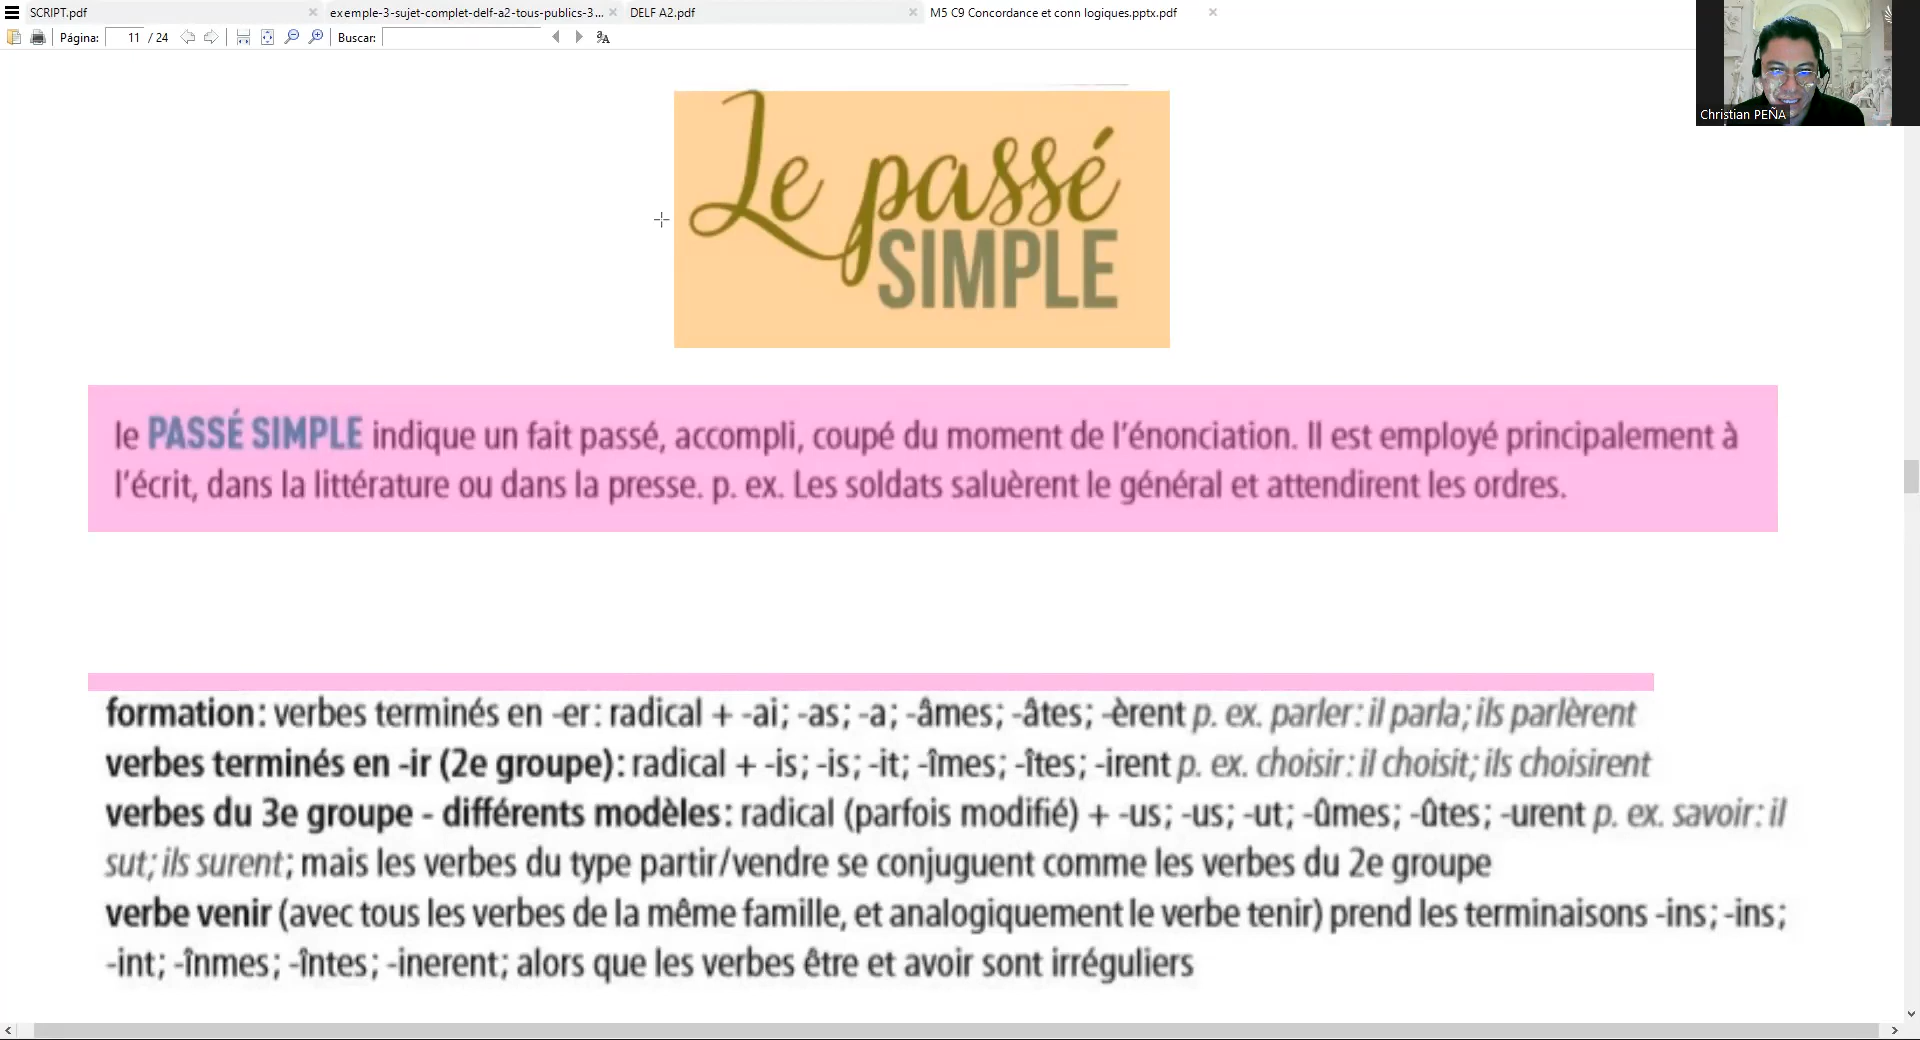 SCRIPT.pdf
exemple-3-sujet-complet-delf-a2-tous-publics-3...
DELF A2.pdf
M5 C9 Concordance et conn logiques.pptx.pdf
Página: 11 / 24 Buscar:
Christian PEÑA
Le passé
SIMPLE
le PASSÉ SIMPLE indique un fait passé, accompli, coupé du moment de l'énonciation. Il est employé principalement à
l'écrit, dans la littérature ou dans la presse. p. ex. Les soldats saluèrent le général et attendirent les ordres.
formation: verbes terminés en -er: radical + -ai; -as; -a; -âmes; -âtes; -èrent p. ex. parler: il parla; ils parlèrent
verbes terminés en -ir (2e groupe): radical + -is; -is; -it; -îmes; -îtes; -irent p. ex. choisir: il choisit; ils choisirent
verbes du 3e groupe - différents modèles: radical (parfois modifié) + -us; -us; -ut; -ûmes; -ûtes; -urent p. ex. savoir: il
sut; ils surent; mais les verbes du type partir/vendre se conjuguent comme les verbes du 2e groupe
verbe venir (avec tous les verbes de la même famille, et analogiquement le verbe tenir) prend les terminaisons -ins; -ins;
-int; -înmes; -întes; -inerent; alors que les verbes être et avoir sont irréguliers